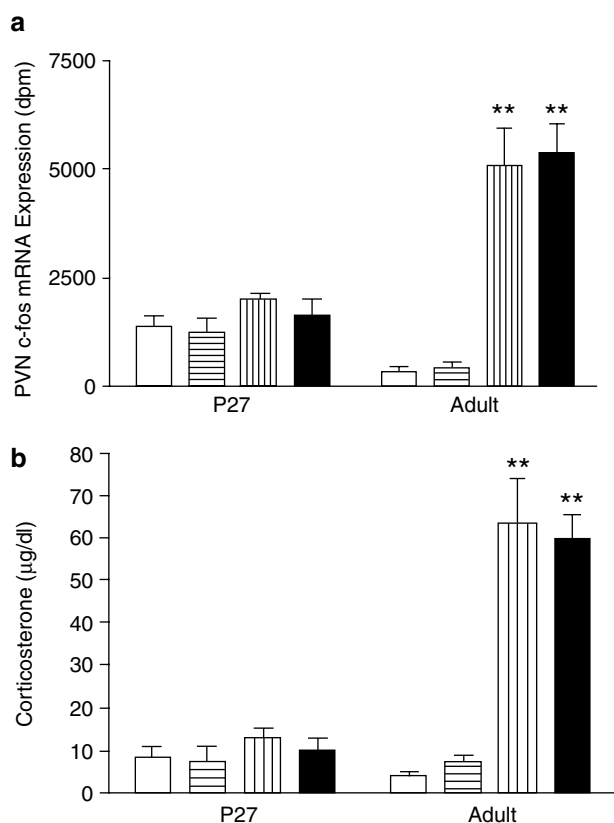 a
PVN c-fos mRNA Expression (dpm)
7500
5000
2500
0
** **
P27 Adult
b
Corticosterone (µg/dl)
80
70
60
50
40
30
20
10
0
**
**
P27 Adult